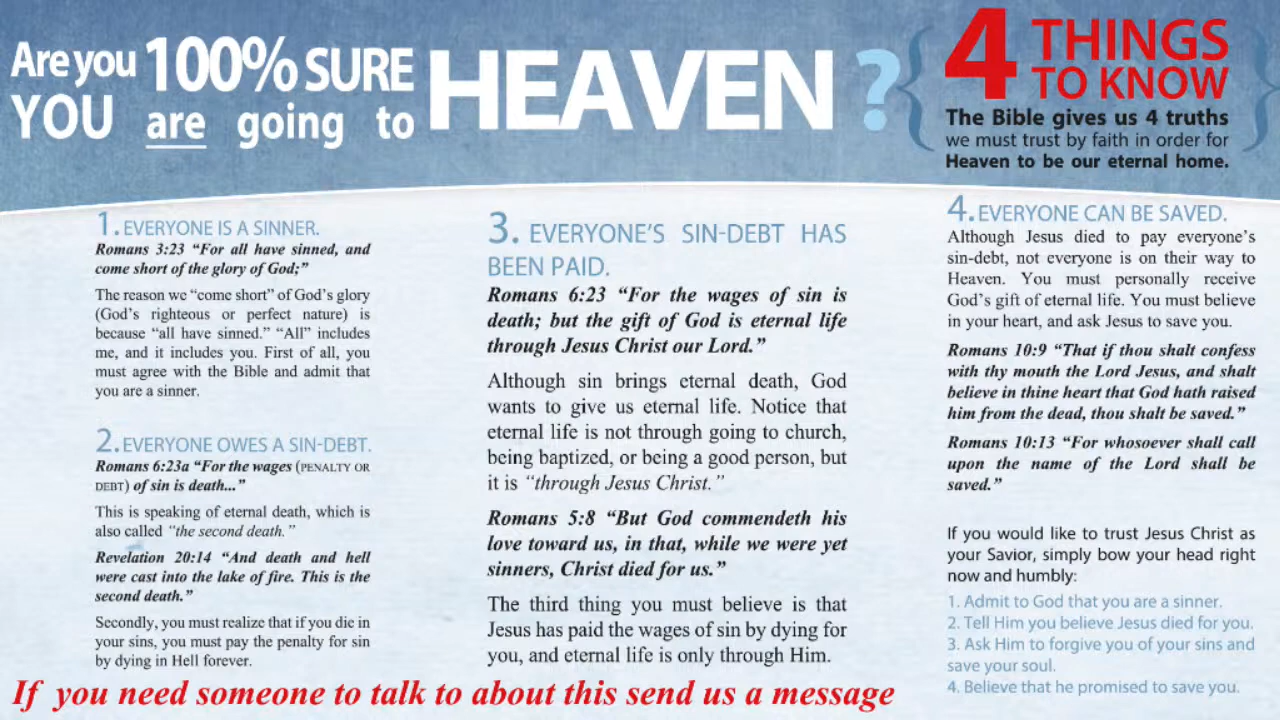 Are you 100% SURE
YOU are going to
HEAVEN ?
4 THINGS
TO KNOW
The Bible gives us 4 truths
we must trust by faith in order for
Heaven to be our eternal home.
1. EVERYONE IS A SINNER.
Romans 3:23 “For all have sinned, and
come short of the glory of God;”
The reason we “come short” of God’s glory
(God’s righteous or perfect nature) is
because “all have sinned.” “All” includes
me, and it includes you. First of all, you
must agree with the Bible and admit that
you are a sinner.
2. EVERYONE OWES A SIN-DEBT.
Romans 6:23a “For the wages (PENALTY OR
DEBT) of sin is death...”
This is speaking of eternal death, which is
also called “the second death.”
Revelation 20:14 “And death and hell
were cast into the lake of fire. This is the
second death.”
Secondly, you must realize that if you die in
your sins, you must pay the penalty for sin
by dying in Hell forever.
3. EVERYONE’S SIN-DEBT HAS
BEEN PAID.
Romans 6:23 “For the wages of sin is
death; but the gift of God is eternal life
through Jesus Christ our Lord.”
Although sin brings eternal death, God
wants to give us eternal life. Notice that
eternal life is not through going to church,
being baptized, or being a good person, but
it is “through Jesus Christ.”
Romans 5:8 “But God commendeth his
love toward us, in that, while we were yet
sinners, Christ died for us.”
The third thing you must believe is that
Jesus has paid the wages of sin by dying for
you, and eternal life is only through Him.
4. EVERYONE CAN BE SAVED.
Although Jesus died to pay everyone’s
sin-debt, not everyone is on their way to
Heaven. You must personally receive
God’s gift of eternal life. You must believe
in your heart, and ask Jesus to save you.
Romans 10:9 “That if thou shalt confess
with thy mouth the Lord Jesus, and shalt
believe in thine heart that God hath raised
him from the dead, thou shalt be saved.”
Romans 10:13 “For whosoever shall call
upon the name of the Lord shall be
saved.”
If you would like to trust Jesus Christ as
your Savior, simply bow your head right
now and humbly:
1. Admit to God that you are a sinner.
2. Tell Him you believe Jesus died for you.
3. Ask Him to forgive you of your sins and
save your soul.
4. Believe that he promised to save you.
If you need someone to talk to about this send us a message